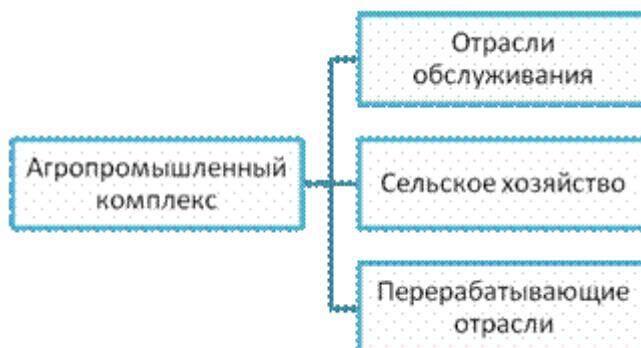 Отрасли
обслуживания
Агропромышленный
комплекс
Сельское хозяйство
Перерабатывающие
отрасли